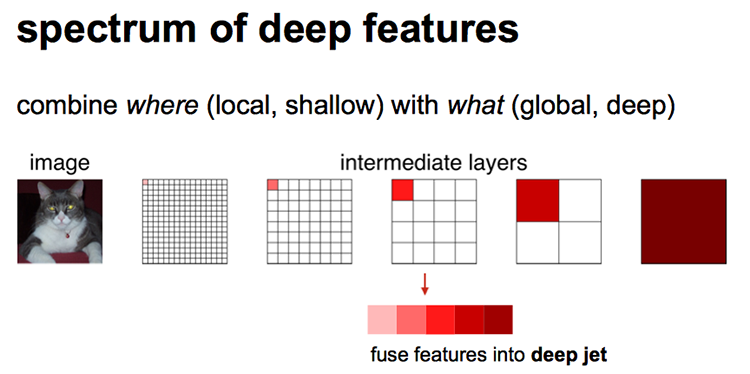 spectrum of deep features
combine where (local, shallow) with what (global, deep)
image
intermediate layers
fuse features into deep jet